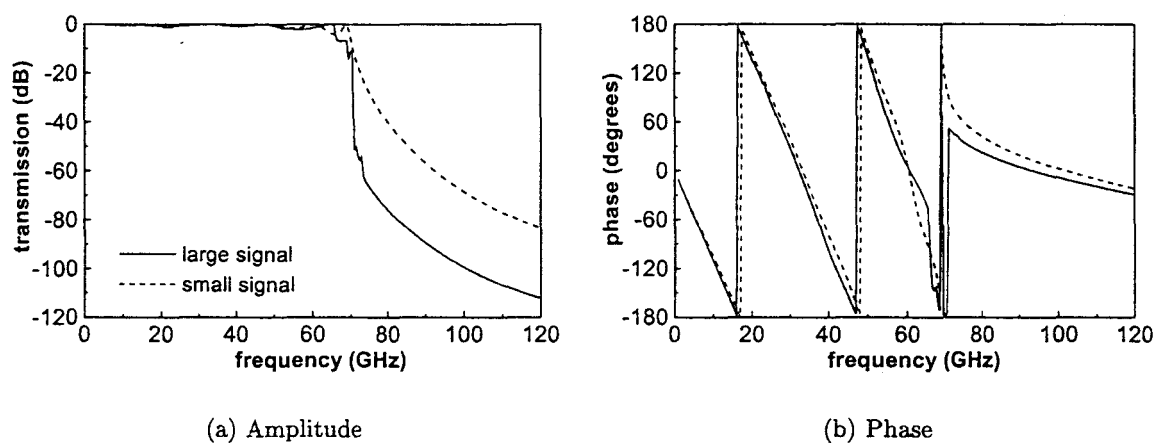 transmission (dB)
0
-20
-40
-60
-80
-100
-120
large signal
small signal
0 20 40 60 80 100 120
frequency (GHz)
(a) Amplitude
phase (degrees)
180
120
60
0
-60
-120
-180
0 20 40 60 80 100 120
frequency (GHz)
(b) Phase